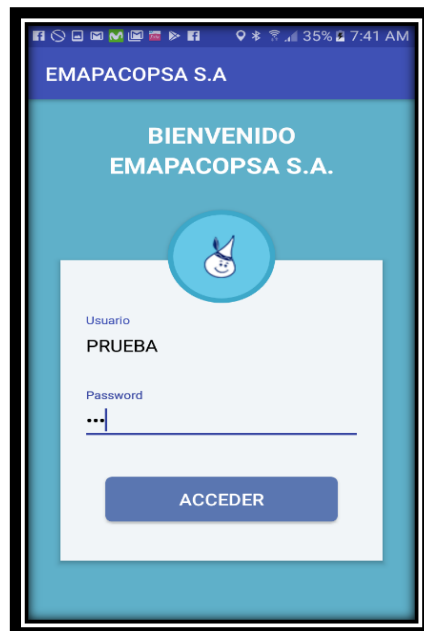 35% 7:41 AM
EMAPACOPSA S.A
BIENVENIDO
EMAPACOPSA S.A.
Usuario
PRUEBA
Password
•••
ACCEDER